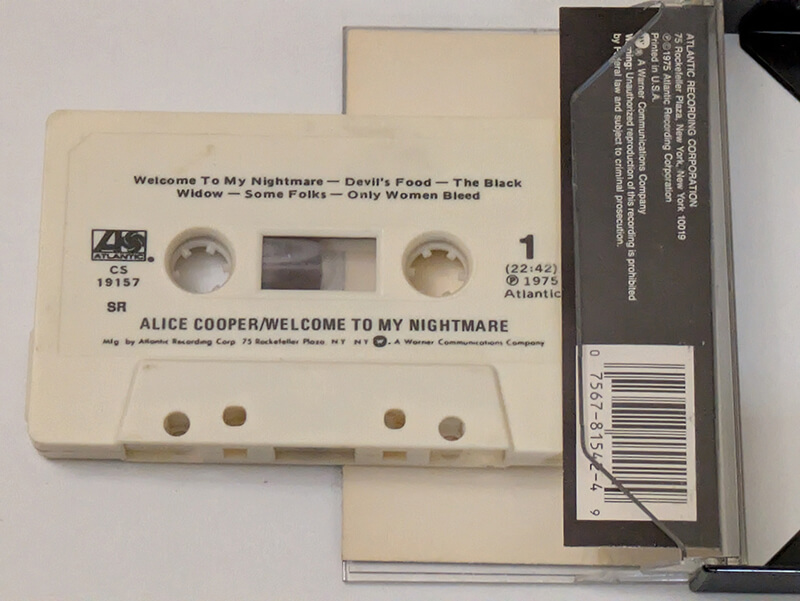 Welcome To My Nightmare — Devil's Food — The Black
Widow — Some Folks — Only Women Bleed
ATLANTIC
CS
19157
SR
1
(22:42)
℗ 1975
Atlantic
ALICE COOPER/WELCOME TO MY NIGHTMARE
Mfg by Atlantic Recording Corp 75 Rockefeller Plaza N Y N Y A Warner Communications Company
ATLANTIC RECORDING CORPORATION
75 Rockefeller Plaza, New York, New York 10019
℗©1975 Atlantic Recording Corporation
Printed in U.S.A.
A Warner Communications Company
Warning: Unauthorized reproduction of this recording is prohibited
by Federal law and subject to criminal prosecution.
0 7567-81542-4 9